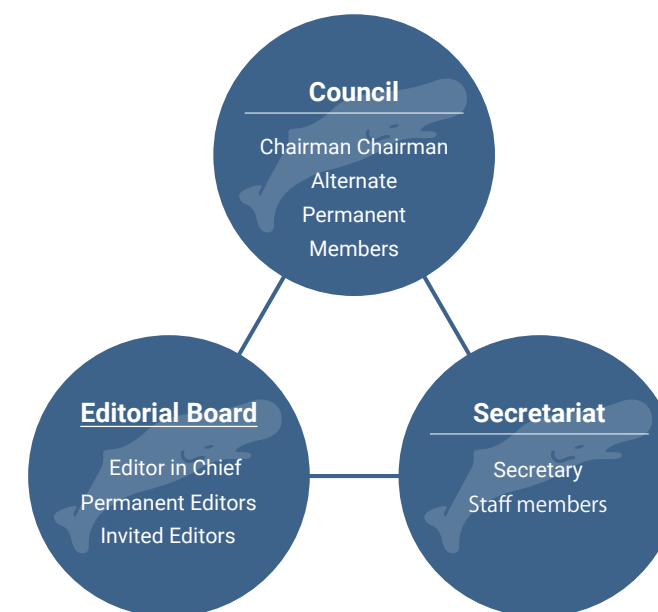 Council
Chairman Chairman
Alternate
Permanent
Members
Editorial Board
Editor in Chief
Permanent Editors
Invited Editors
Secretariat
Secretary
Staff members